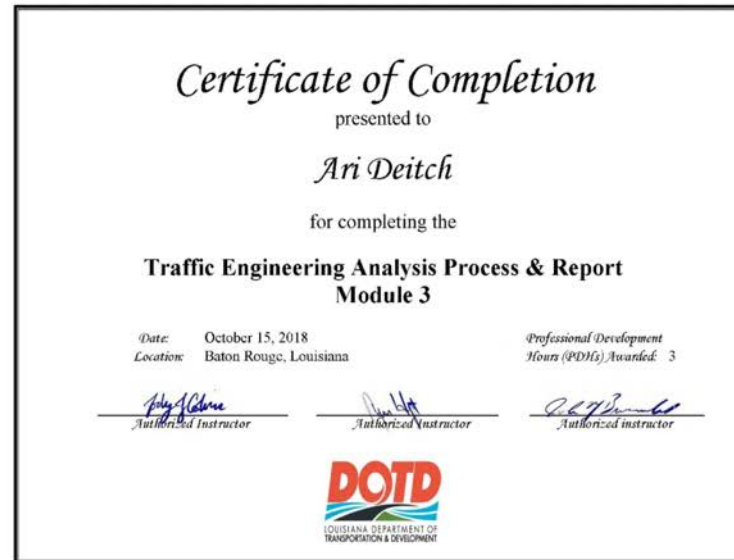 Certificate of Completion
presented to
Ari Deitch
for completing the
Traffic Engineering Analysis Process & Report
Module 3
Date: October 15, 2018
Location: Baton Rouge, Louisiana
Professional Development
Hours (PDHs) Awarded: 3
Authorized Instructor
Authorized Instructor
Authorized instructor
DOTD
LOUISIANA DEPARTMENT OF
TRANSPORTATION & DEVELOPMENT